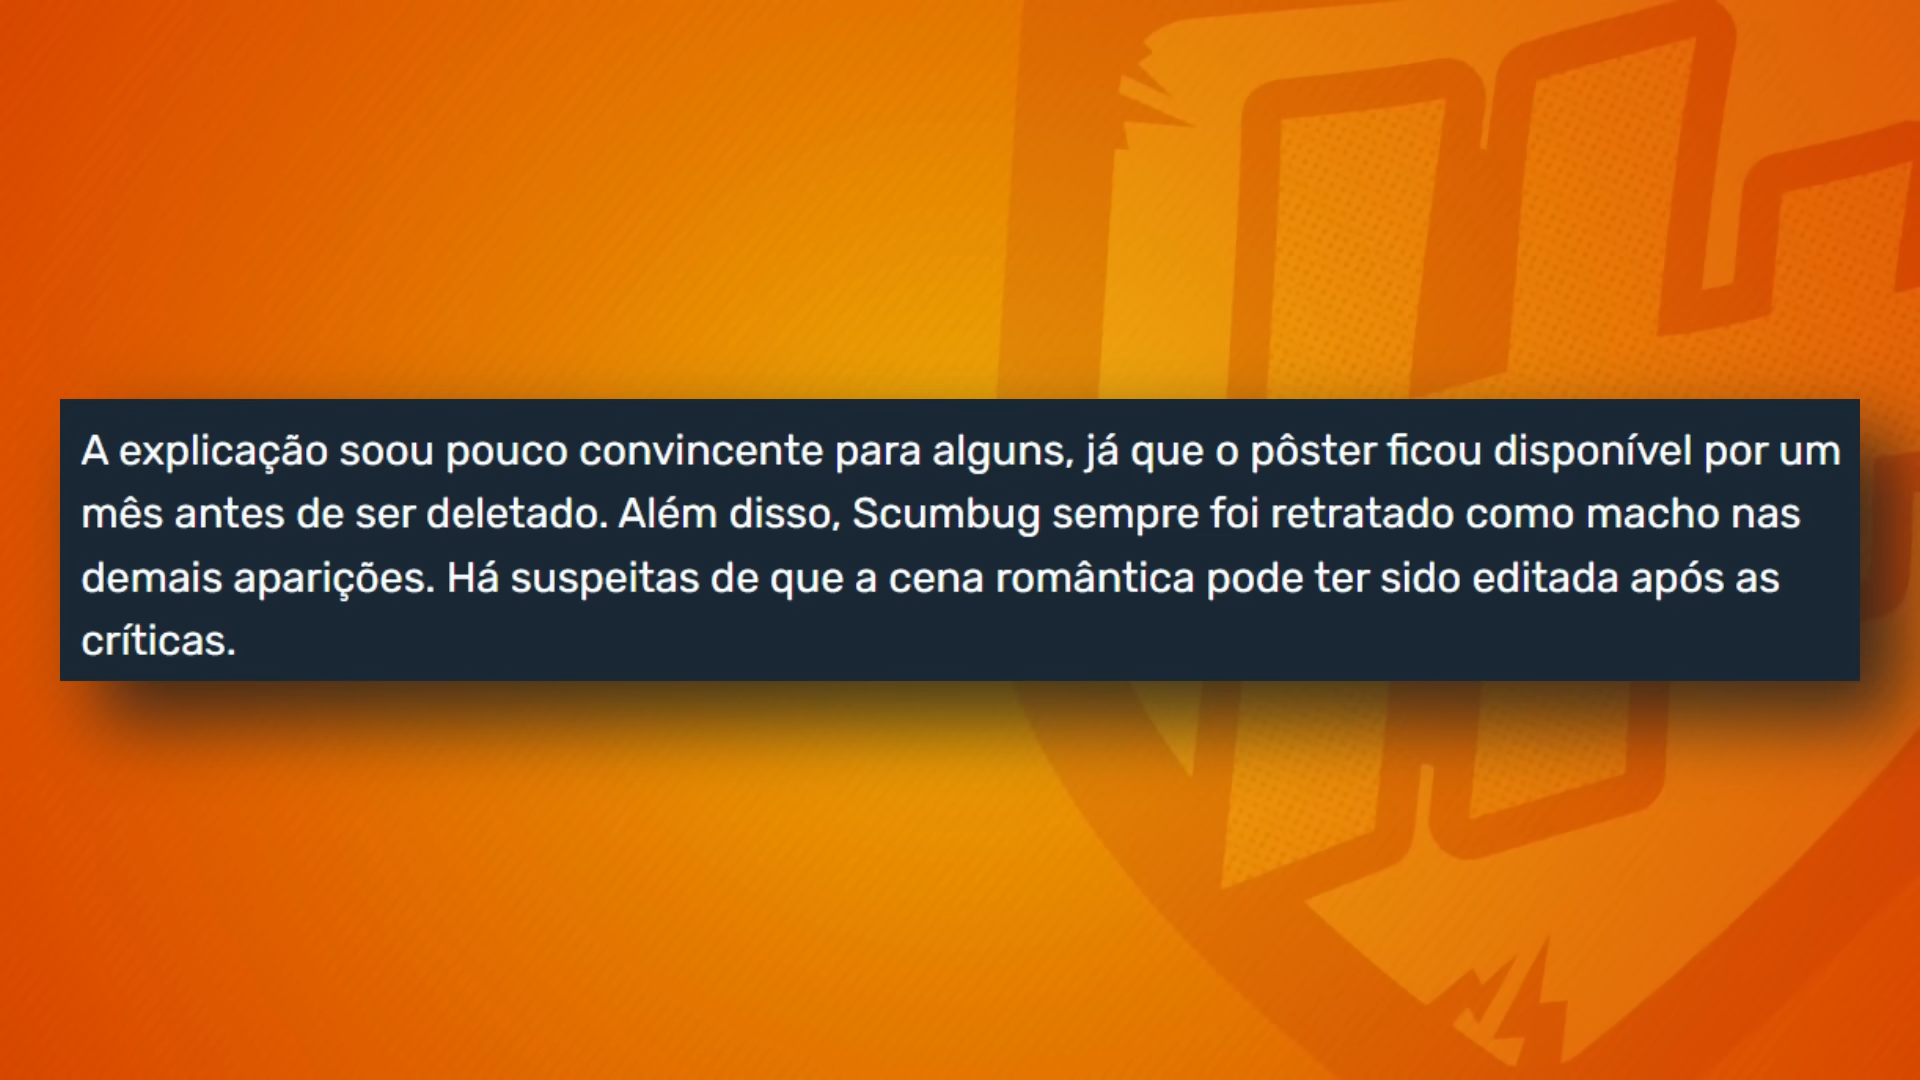 A explicação soou pouco convincente para alguns, já que o pôster ficou disponível por um
mês antes de ser deletado. Além disso, Scumbug sempre foi retratado como macho nas
demais aparições. Há suspeitas de que a cena romântica pode ter sido editada após as
críticas.